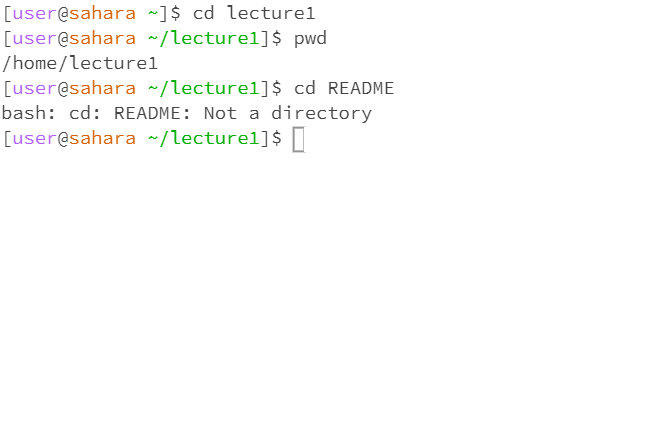 [user@sahara ~]$ cd lecture1
[user@sahara ~/lecture1]$ pwd
/home/lecture1
[user@sahara ~/lecture1]$ cd README
bash: cd: README: Not a directory
[user@sahara ~/lecture1]$